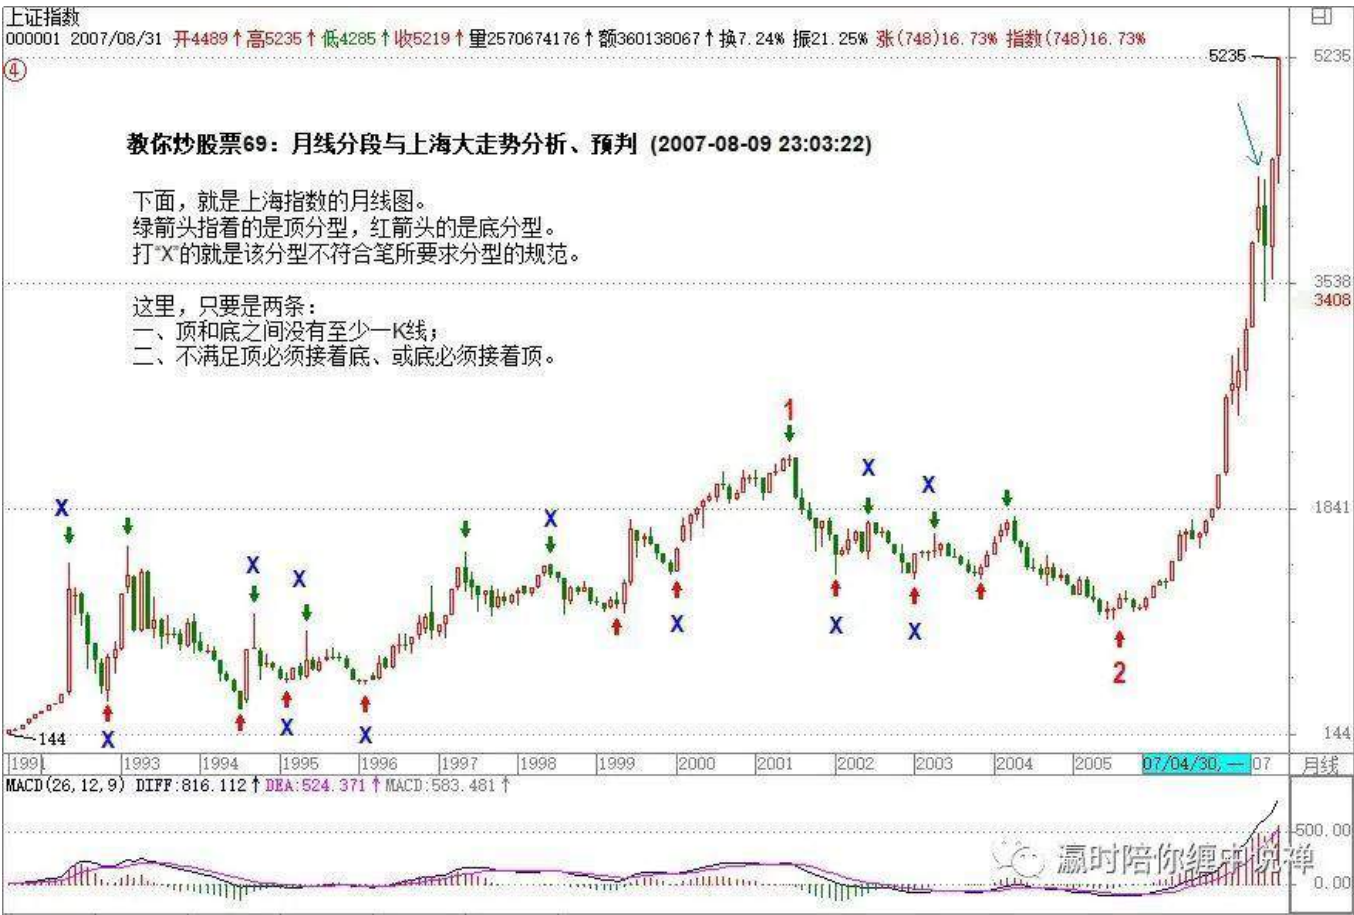 上证指数
000001 2007/08/31 开4489↑高5235↑低4285↑收5219↑量2570674176↑额360138067↑换7.24% 振21.25% 涨(748)16.73% 指数(748)16.73%
④
5235 5235
教你炒股票69：月线分段与上海大走势分析、预判 (2007-08-09 23:03:22)
下面，就是上海指数的月线图。
绿箭头指着的是顶分型，红箭头的是底分型。
打“X”的就是该分型不符合笔所要求分型的规范。
3538
3408
这里，只要是两条：
一、顶和底之间没有至少一K线；
二、不满足顶必须接着底、或底必须接着顶。
1
X X
X X 1841
X X
X X
X X X
2
X X X
144 144
1991 1993 1994 1995 1996 1997 1998 1999 2000 2001 2002 2003 2004 2005 07/04/30, 一 07 月线
MACD(26,12,9) DIFF:816.112↑DEA:524.371↑MACD:583.481↑
500.00
瀛时陪你缠中说禅
0.00